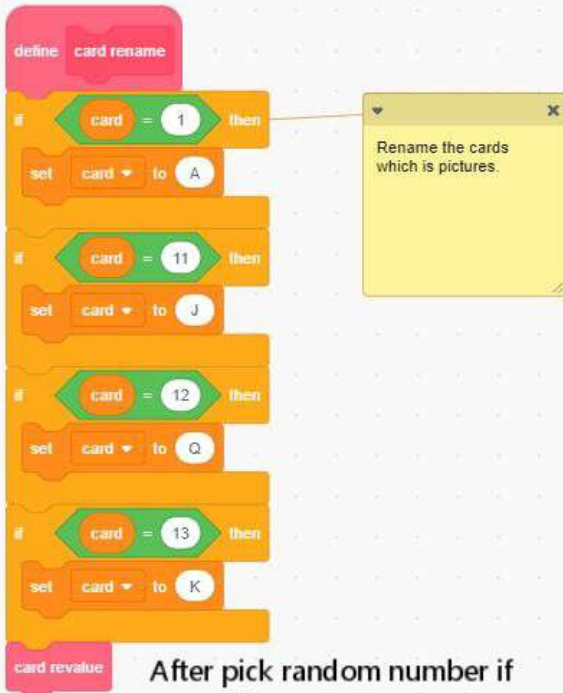 define card rename
if card = 1 then
set card to A
if card = 11 then
set card to J
if card = 12 then
set card to Q
if card = 13 then
set card to K
card revalue
Rename the cards
which is pictures.
After pick random number if